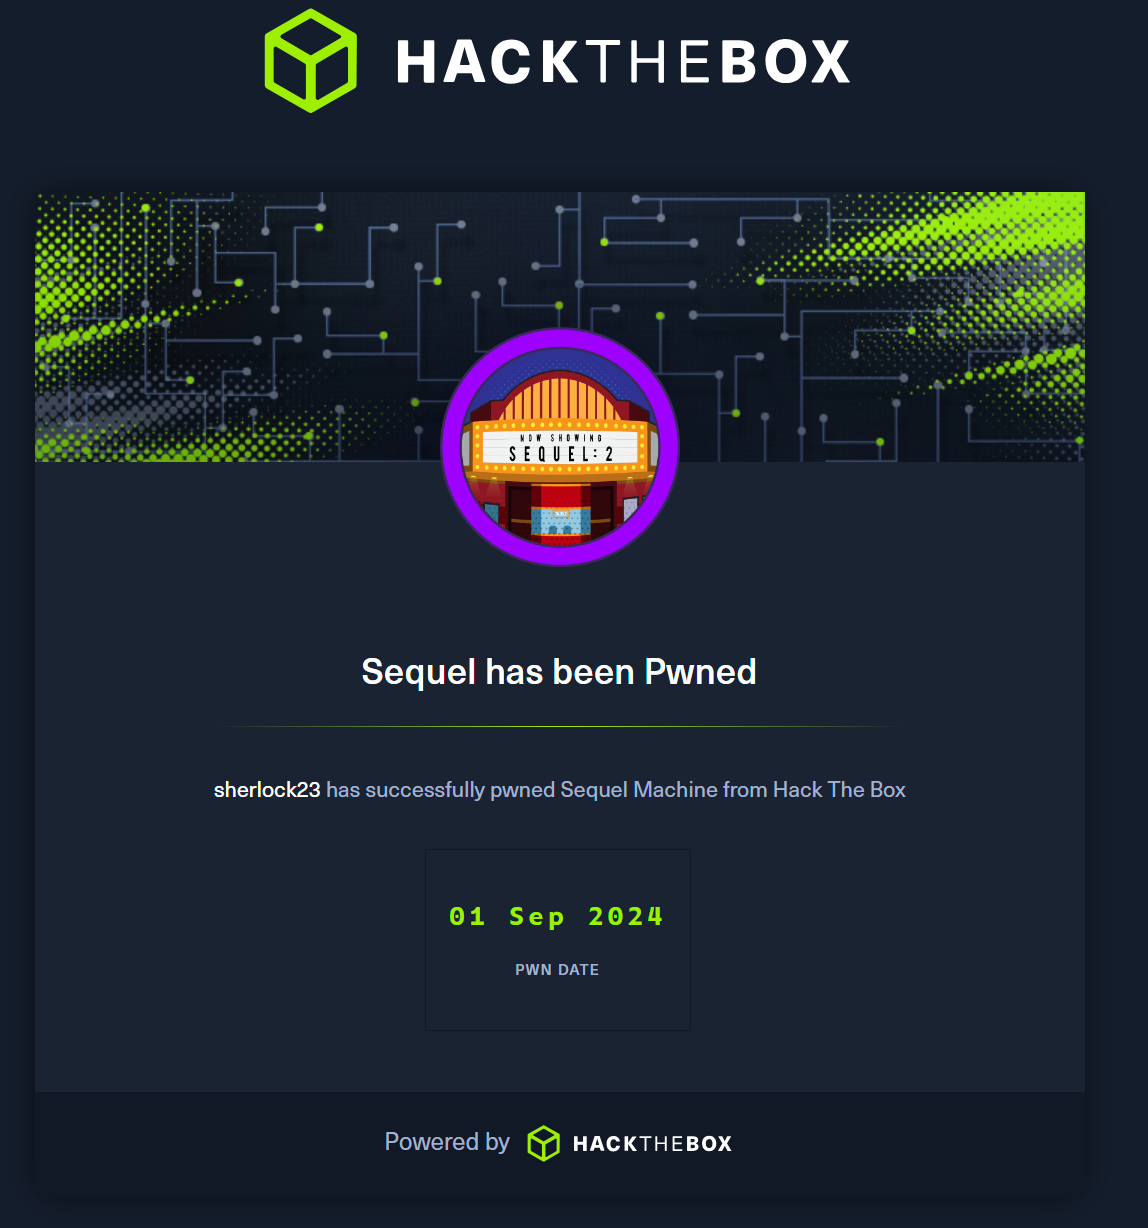 HACKTHEBOX
NOW SHOWING
SEQUEL: 2
Sequel has been Pwned
sherlock23 has successfully pwned Sequel Machine from Hack The Box
01 Sep 2024
PWN DATE
Powered by HACKTHEBOX